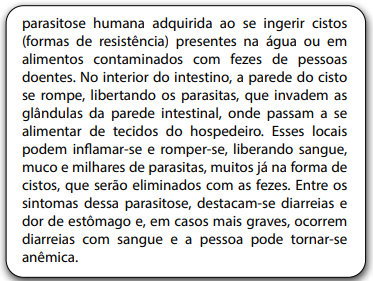 parasitose humana adquirida ao se ingerir cistos
(formas de resistência) presentes na água ou em
alimentos contaminados com fezes de pessoas
doentes. No interior do intestino, a parede do cisto
se rompe, libertando os parasitas, que invadem as
glândulas da parede intestinal, onde passam a se
alimentar de tecidos do hospedeiro. Esses locais
podem inflamar-se e romper-se, liberando sangue,
muco e milhares de parasitas, muitos já na forma de
cistos, que serão eliminados com as fezes. Entre os
sintomas dessa parasitose, destacam-se diarreias e
dor de estômago e, em casos mais graves, ocorrem
diarreias com sangue e a pessoa pode tornar-se
anêmica.